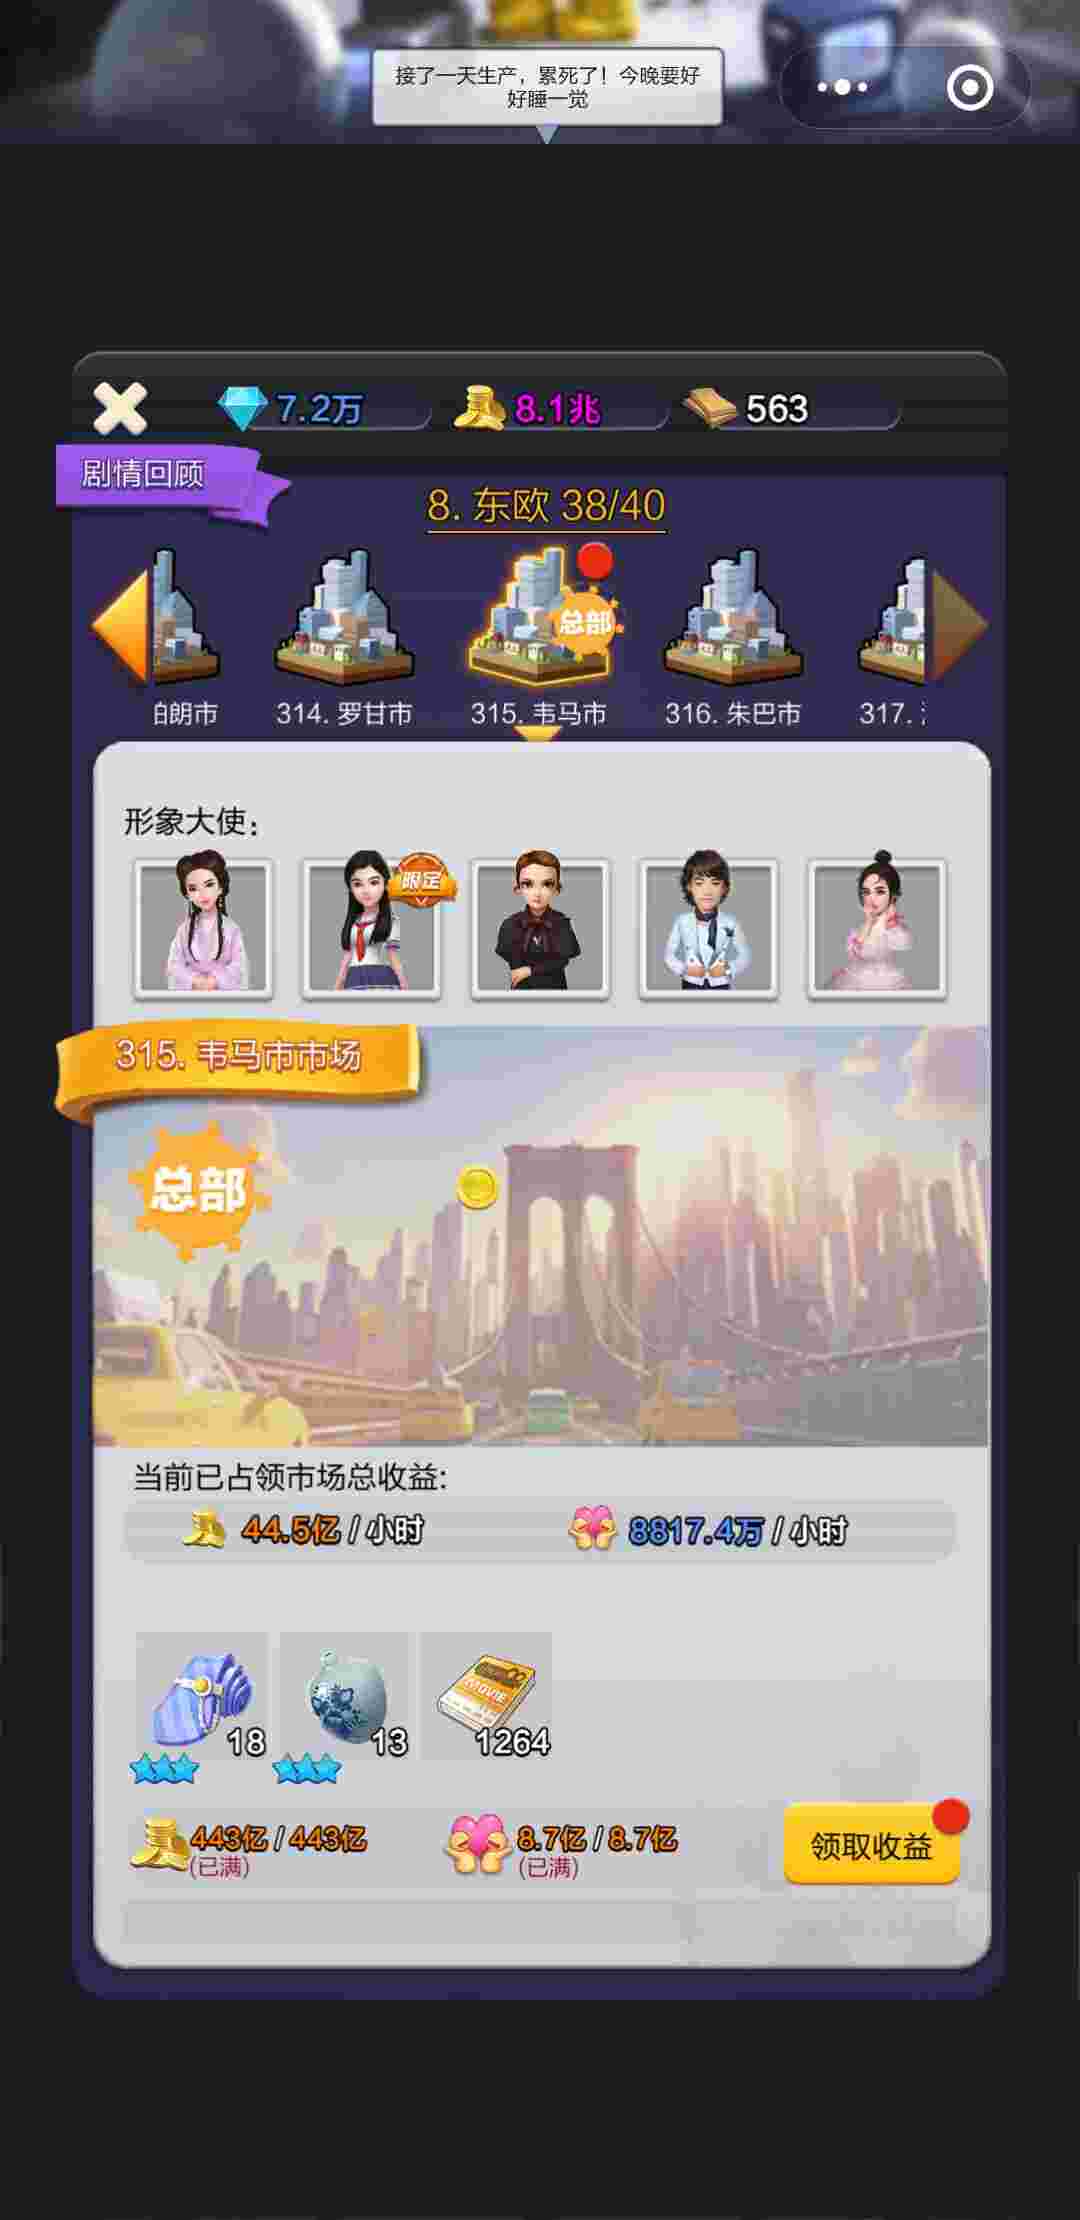 接了一天生产，累死了！今晚要好
好睡一觉
7.2万
8.1兆
563
剧情回顾
8. 东欧 38/40
总部
朗市
314. 罗甘市
315. 韦马市
316. 朱巴市
317.
形象大使：
限定
315. 韦马市市场
总部
当前已占领市场总收益:
44.5亿 / 小时
8817.4万 / 小时
MOVIE
18
13
1264
443亿 / 443亿
(已满)
8.7亿 / 8.7亿
(已满)
领取收益